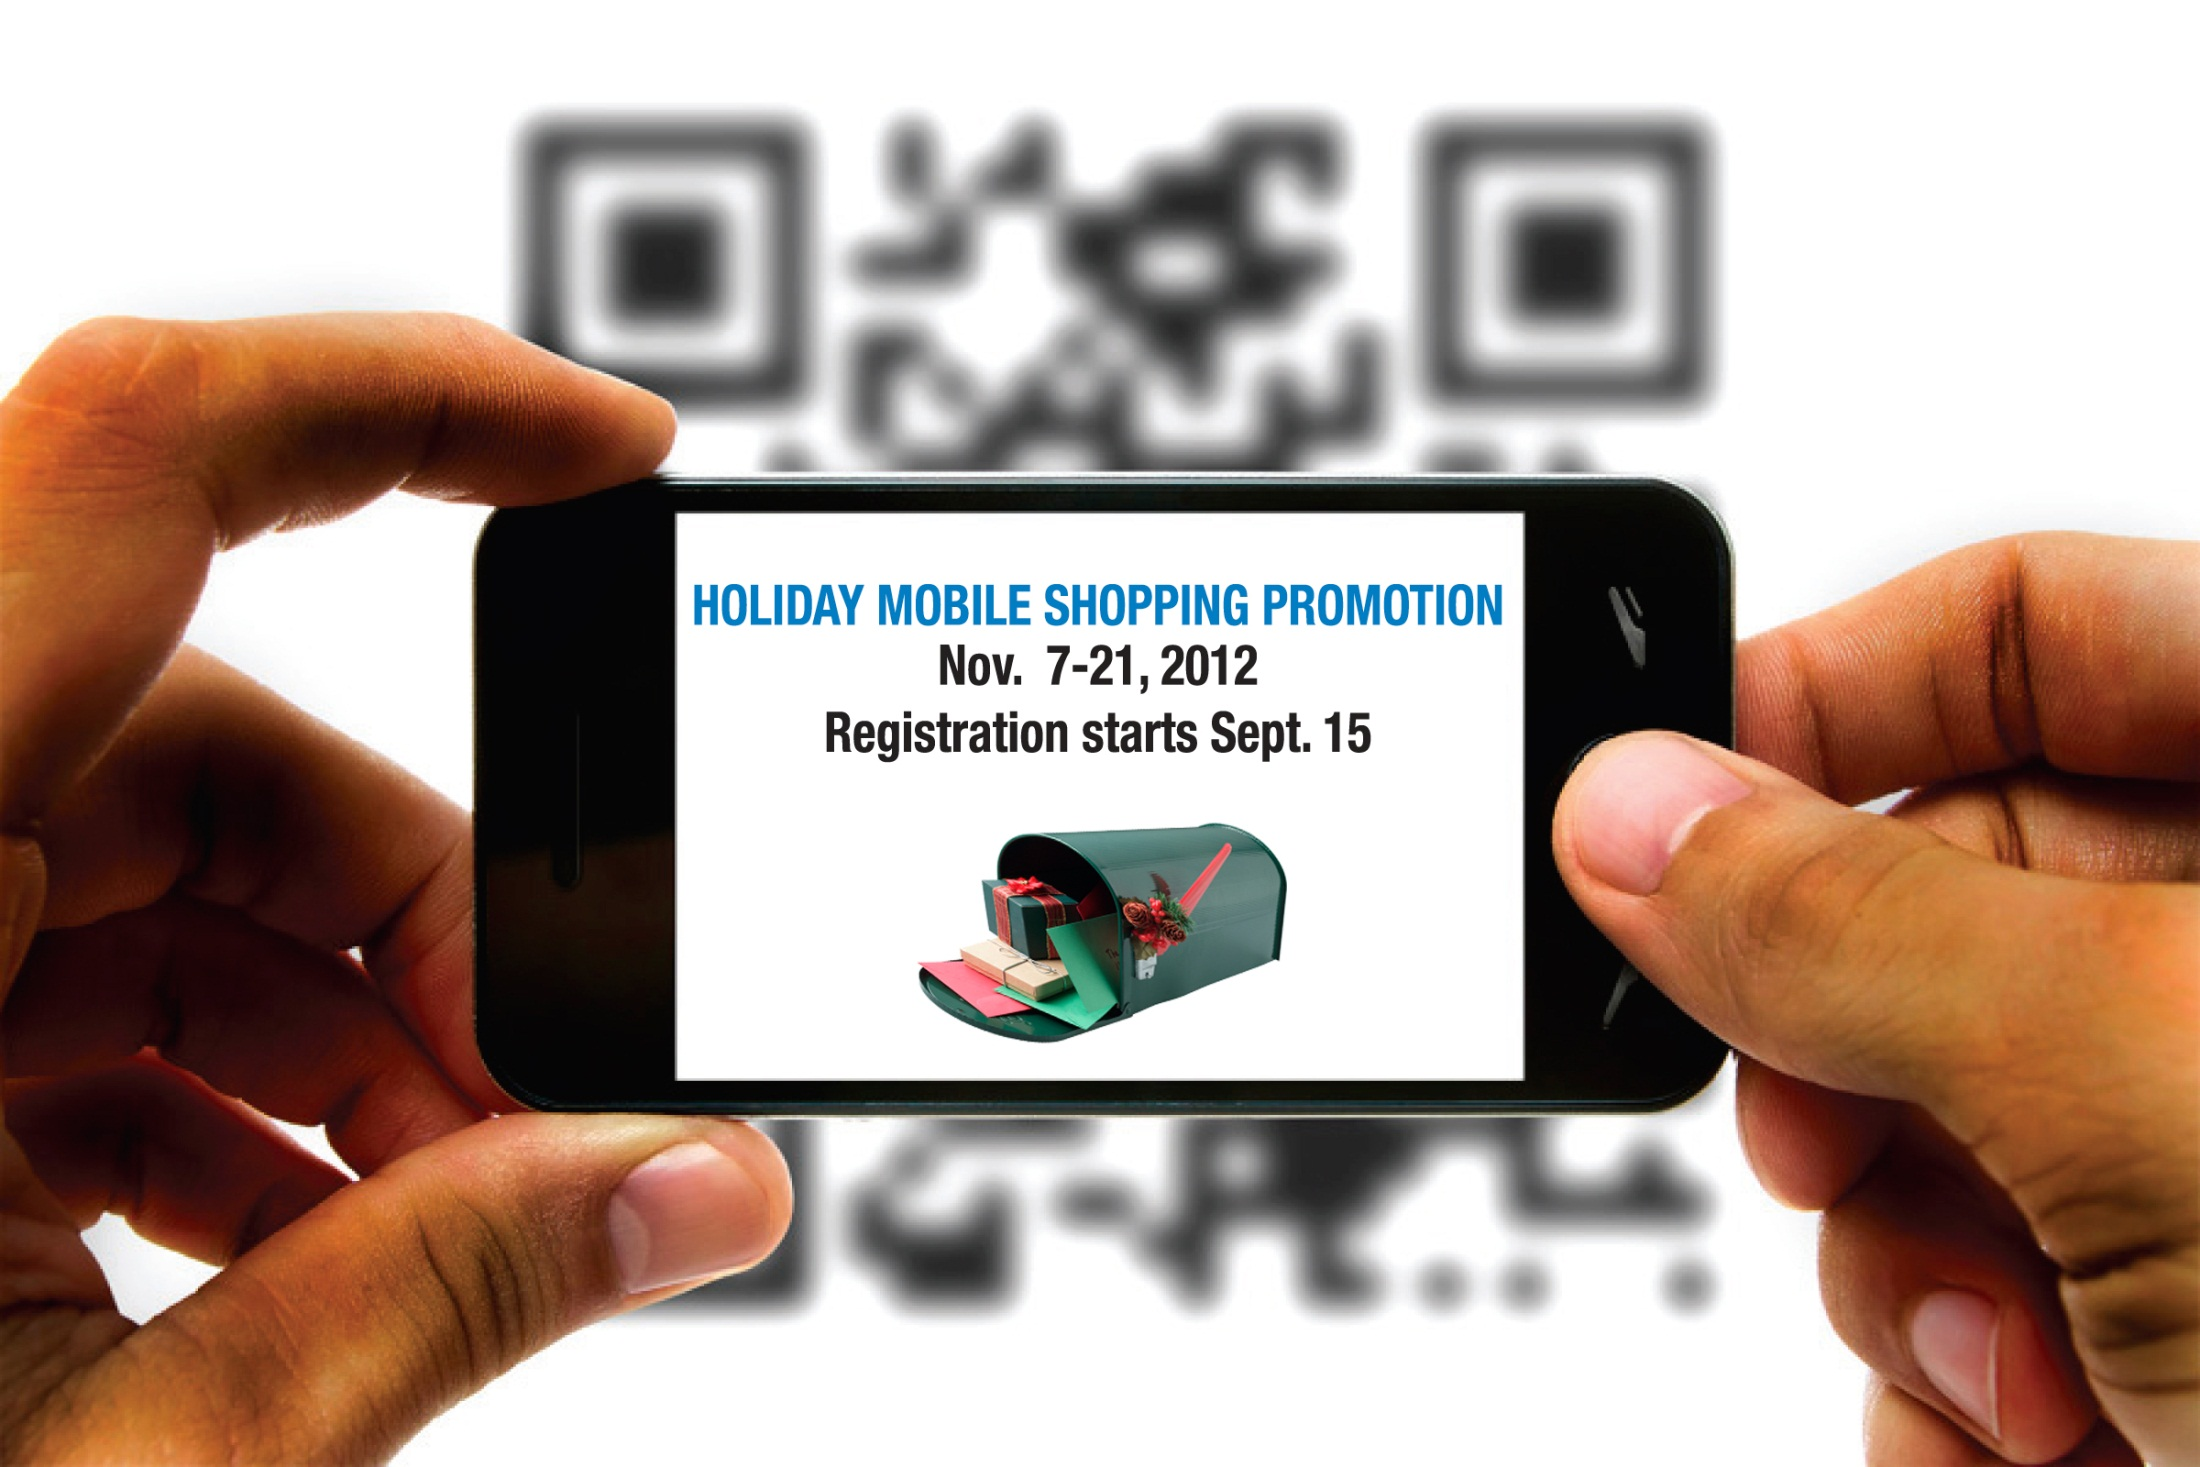 HOLIDAY MOBILE SHOPPING PROMOTION
Nov. 7-21, 2012
Registration starts Sept. 15